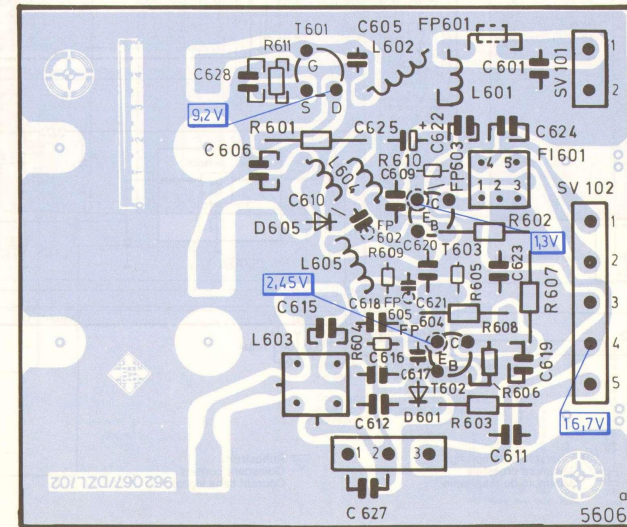 T601
C605
FP601
R611
L602
C628
G
S D
C601
L601
SV 101
1
2
9,2V
R601
C625
+
C622
C624
C606
R610
C609
FP603
FI601
4 5
1 2 3
L604
C610
C
E
B
SV 102
D605
FP
602
R602
1,3V
R609
C620
T603
C623
L605
R605
R607
2,45V
C615
C618
FP
605
C621
604
R608
L603
R604
FP
C616
C
E B
C619
C617
T602
R606
1
2
3
4
5
D601
C612
R603
16,7V
C611
1 2 3
C 627
962067/DZL/02
a
5606